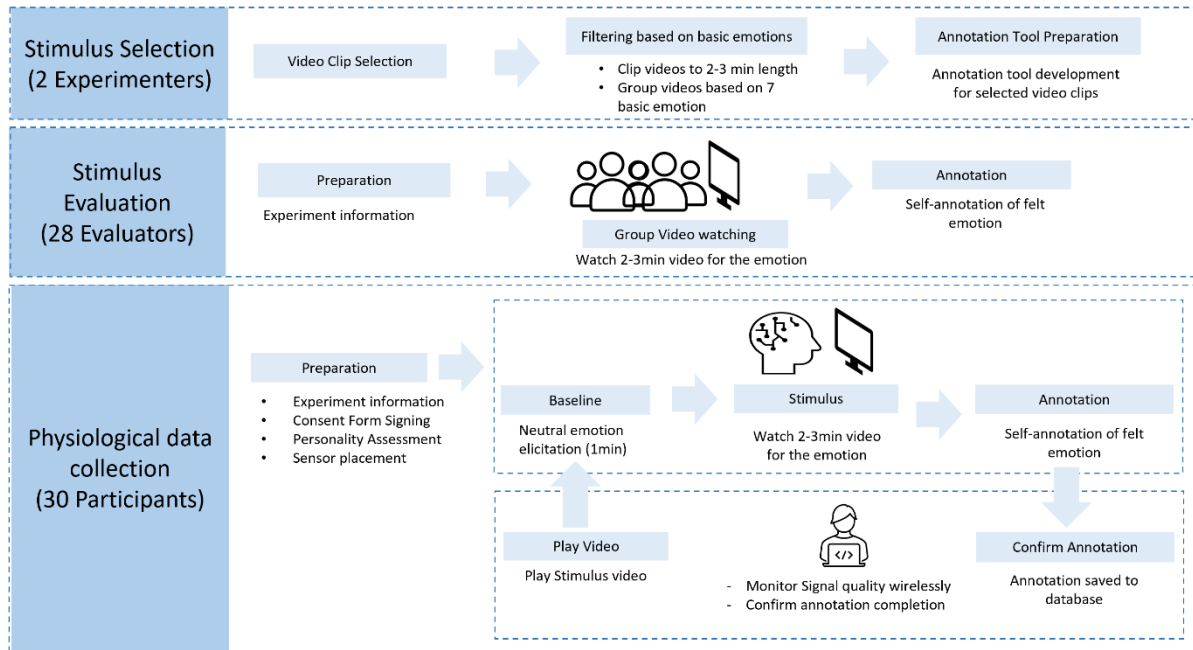 Stimulus Selection
(2 Experimenters)
Video Clip Selection
Filtering based on basic emotions
• Clip videos to 2-3 min length
• Group videos based on 7
basic emotion
Annotation Tool Preparation
Annotation tool development
for selected video clips
Stimulus
Evaluation
(28 Evaluators)
Preparation
Experiment information
Group Video watching
Watch 2-3min video for the emotion
Annotation
Self-annotation of felt
emotion
Physiological data
collection
(30 Participants)
Preparation
• Experiment information
• Consent Form Signing
• Personality Assessment
• Sensor placement
Baseline
Neutral emotion
elicitation (1min)
Stimulus
Watch 2-3min video
for the emotion
Annotation
Self-annotation of felt
emotion
Play Video
Play Stimulus video
</>
- Monitor Signal quality wirelessly
- Confirm annotation completion
Confirm Annotation
Annotation saved to
database